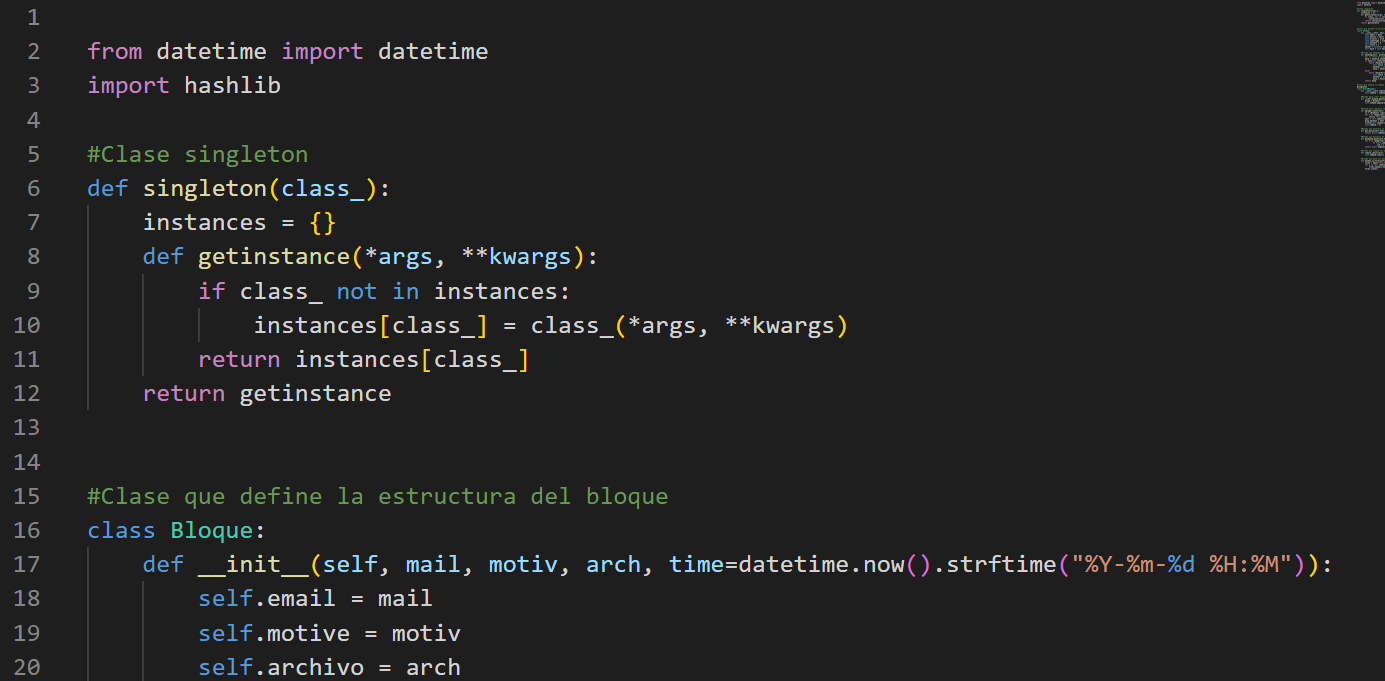 1
2 from datetime import datetime
3 import hashlib
4
5 #Clase singleton
6 def singleton(class_):
7     instances = {}
8     def getinstance(*args, **kwargs):
9         if class_ not in instances:
10             instances[class_] = class_(*args, **kwargs)
11         return instances[class_]
12     return getinstance
13
14
15 #Clase que define la estructura del bloque
16 class Bloque:
17     def __init__(self, mail, motiv, arch, time=datetime.now().strftime("%Y-%m-%d %H:%M")):
18         self.email = mail
19         self.motive = motiv
20         self.archivo = arch